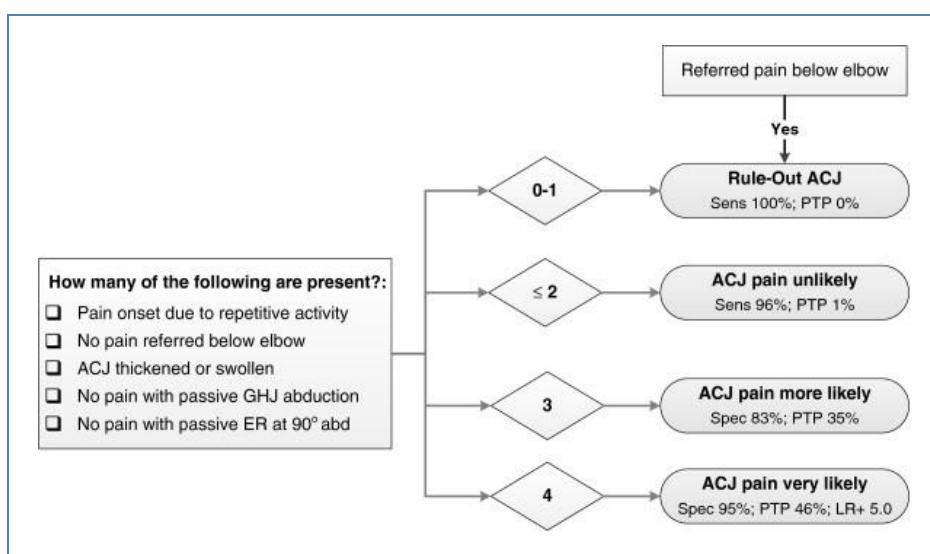 Referred pain below elbow
Yes
0-1
Rule-Out ACJ
Sens 100%; PTP 0%
How many of the following are present?:
❑ Pain onset due to repetitive activity
❑ No pain referred below elbow
❑ ACJ thickened or swollen
❑ No pain with passive GHJ abduction
❑ No pain with passive ER at 90° abd
≤ 2
ACJ pain unlikely
Sens 96%; PTP 1%
3
ACJ pain more likely
Spec 83%; PTP 35%
4
ACJ pain very likely
Spec 95%; PTP 46%; LR+ 5.0